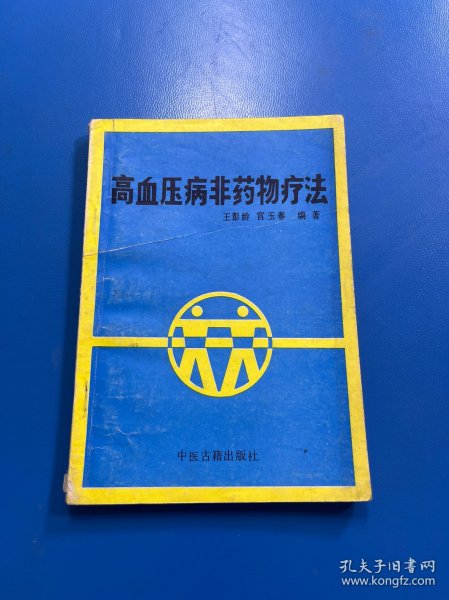 高血压病非药物疗法
王彭龄 宫玉春 编 著
中医古籍出版社
孔夫子旧书网
www.kongfz.com